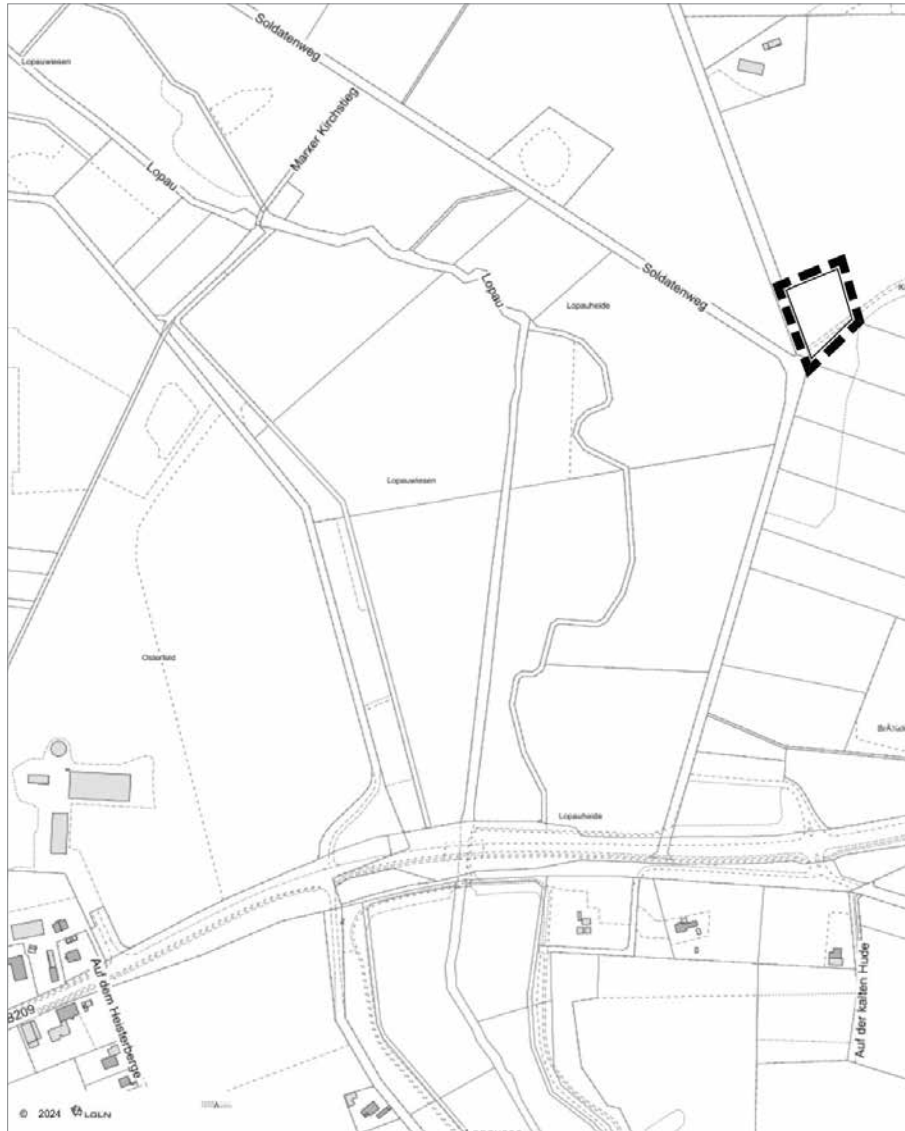 Soldatenweg
Lopauwiesen
Marxer Kirchstieg
Lopau
Soldatenweg
Lopau
Lopauheide
Lopauwiesen
Osterfeld
Lopauheide
B209
Auf dem Heisterberge
Auf der kalten Hude
© 2024 LGLN